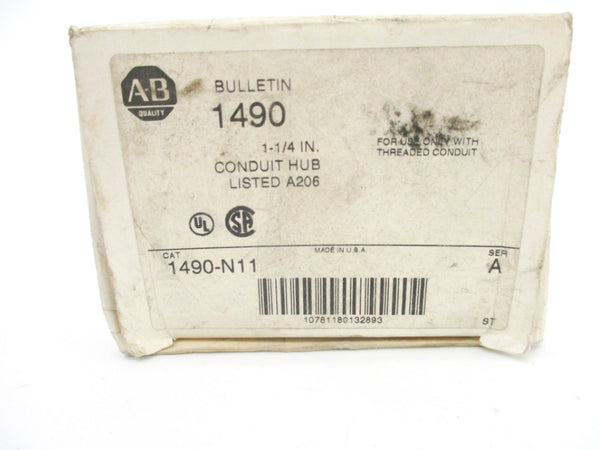 A-B
QUALITY
BULLETIN
1490
1-1/4 IN.
CONDUIT HUB
LISTED A206
FOR USE ONLY WITH
THREADED CONDUIT
UL
SA
CAT
MADE IN U.S.A.
SER
1490-N11
A
10781180132893
ST